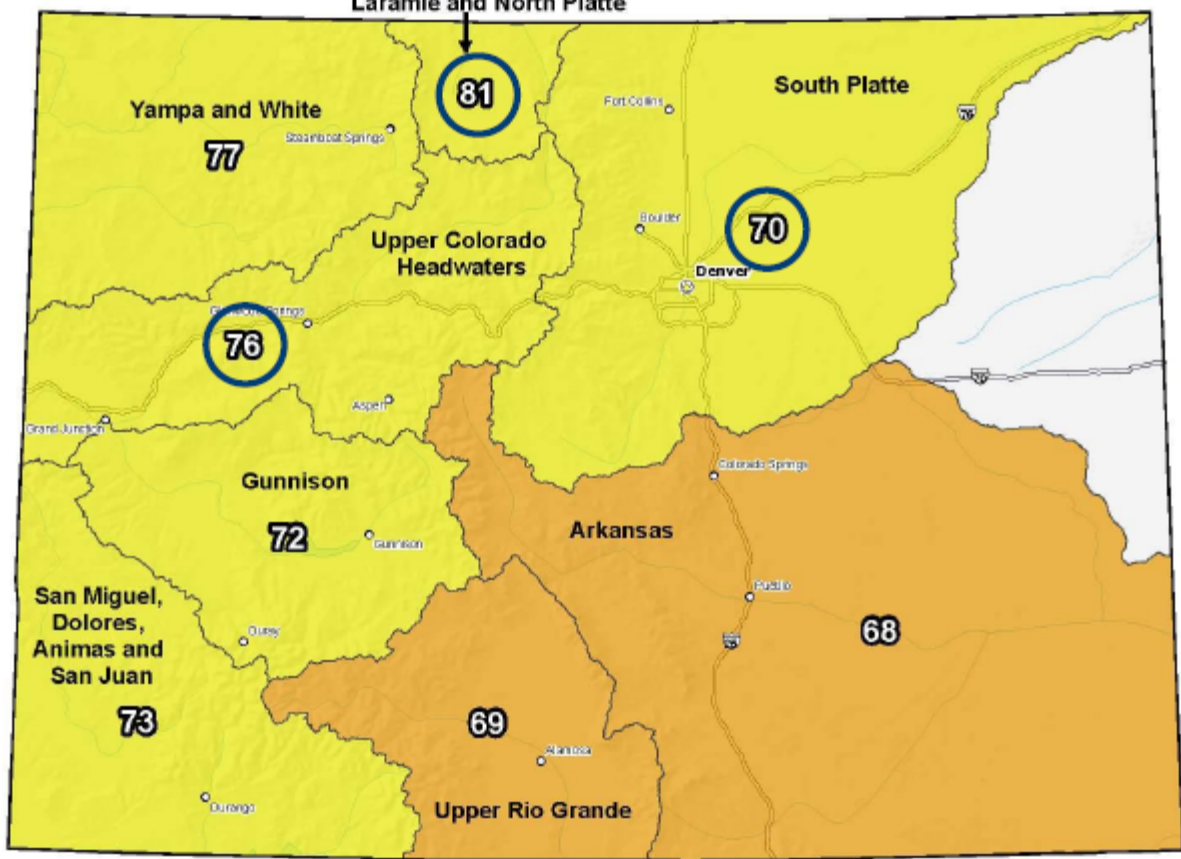 Laramie and North Platte
81
Yampa and White
77
Steamboat Springs
Fort Collins
South Platte
76
Boulder
70
Denver
Upper Colorado
Headwaters
Springs
76
Aspen
Grand Junction
70
Colorado Springs
Gunnison
72
Gunnison
Arkansas
San Miguel,
Dolores,
Animas and
San Juan
73
Ouray
Pueblo
68
69
Alamosa
Durango
Upper Rio Grande